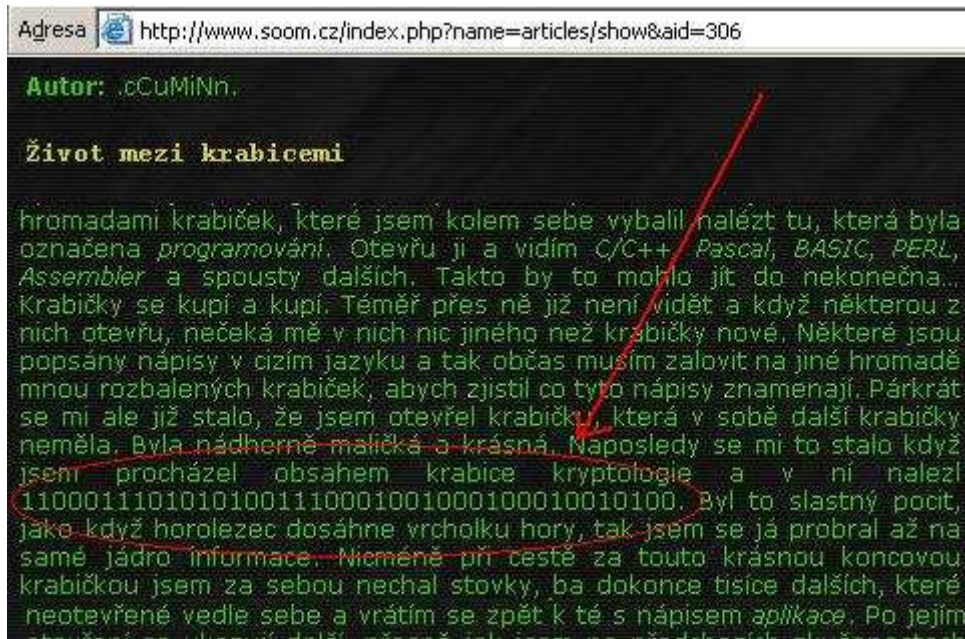 Adresa http://www.soom.cz/index.php?name=articles/show&aid=306
Autor: .cCuMiNn.
Život mezi krabicemi
hromadami krabiček, které jsem kolem sebe vybalil nalézt tu, která byla
označena programování. Otevřu ji a vidím C/C++, Pascal, BASIC, PERL,
Assembler a spousty dalších. Takto by to mohlo jít do nekonečna...
Krabičky se kupí a kupí. Téměř přes ně již není vidět a když některou z
nich otevřu, nečeká mě v nich nic jiného než krabičky nové. Některé jsou
popsány nápisy v cizím jazyku a tak občas musím zalovit na jiné hromadě
mnou rozbalených krabiček, abych zjistil co tyto nápisy znamenají. Párkrát
se mi ale již stalo, že jsem otevřel krabičku, která v sobě další krabičky
neměla. Byla nádherně maličká a krásná. Naposledy se mi to stalo když
jsem procházel obsahem krabice kryptologie a v ní nalezl
1100011101010100111000100100010001001010​0. Byl to slastný pocit,
jako když horolezec dosáhne vrcholku hory, tak jsem se já probral až na
samé jádro informace. Nicméně při cestě za touto krásnou koncovou
krabičkou jsem za sebou nechal stovky, ba dokonce tisíce dalších, které
neotevřené vedle sebe a vrátím se zpět k té s nápisem aplikace. Po jejím